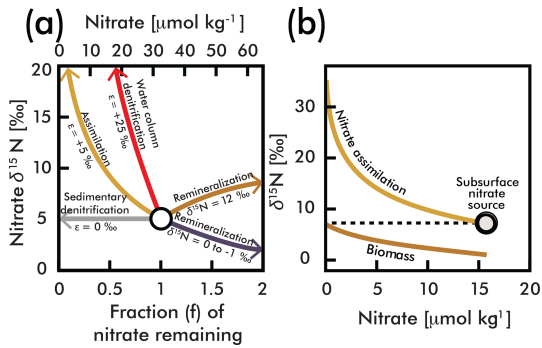 (a)
Nitrate [μmol kg-1]
0 10 20 30 40 50 60
Nitrate δ15 N [‰]
20
15
10
5
0
Assimilation
ε = +5 ‰
Water column
denitrification
ε = +25 ‰
Sedimentary
denitrification
ε = 0 ‰
Remineralization
δ15N = 12 ‰
Remineralization
δ15N = 0 to -1 ‰
0 0.5 1 1.5 2
Fraction (f) of
nitrate remaining
(b)
δ15N [‰]
30
20
10
0
Nitrate assimilation
Subsurface
nitrate
source
Biomass
0 5 10 15 20
Nitrate [μmol kg1]